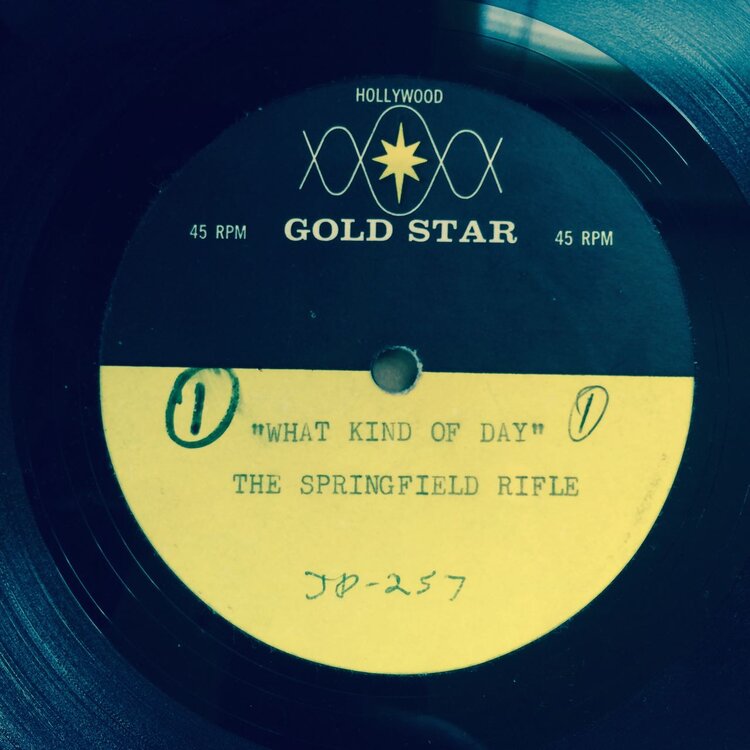 HOLLYWOOD
45 RPM GOLD STAR 45 RPM
1 "WHAT KIND OF DAY" 1
THE SPRINGFIELD RIFLE
JD-257